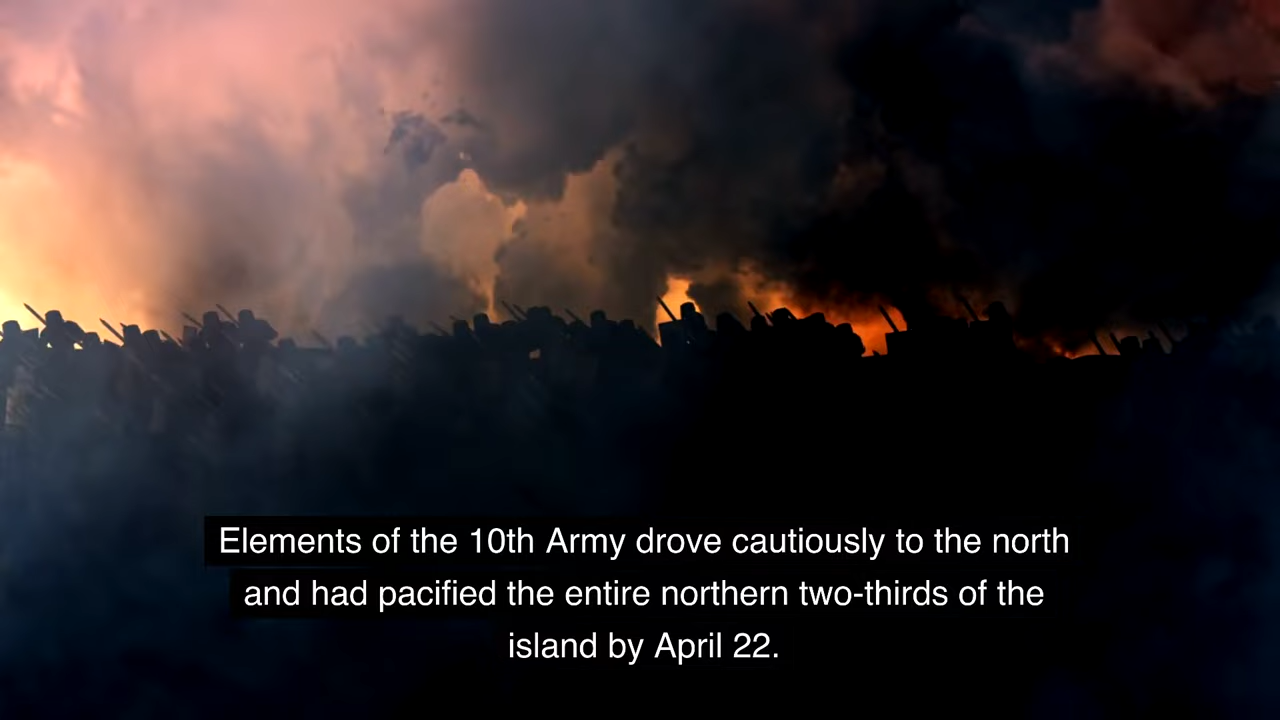 Elements of the 10th Army drove cautiously to the north
and had pacified the entire northern two-thirds of the
island by April 22.